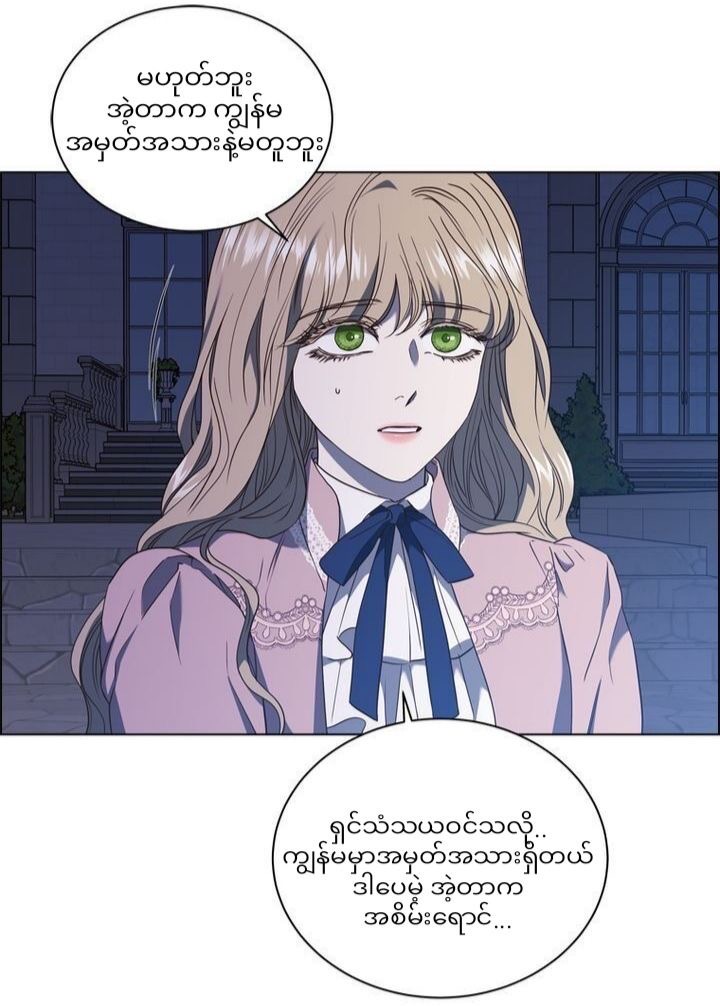 မဟုတ်ဘူး
အဲ့တာက ကျွန်မ
အမှတ်အသားနဲ့မတူဘူး
ရှင်သံသယဝင်သလို..
ကျွန်မမှာအမှတ်အသားရှိတယ်
ဒါပေမဲ့ အဲ့တာက
အစိမ်းရောင်...